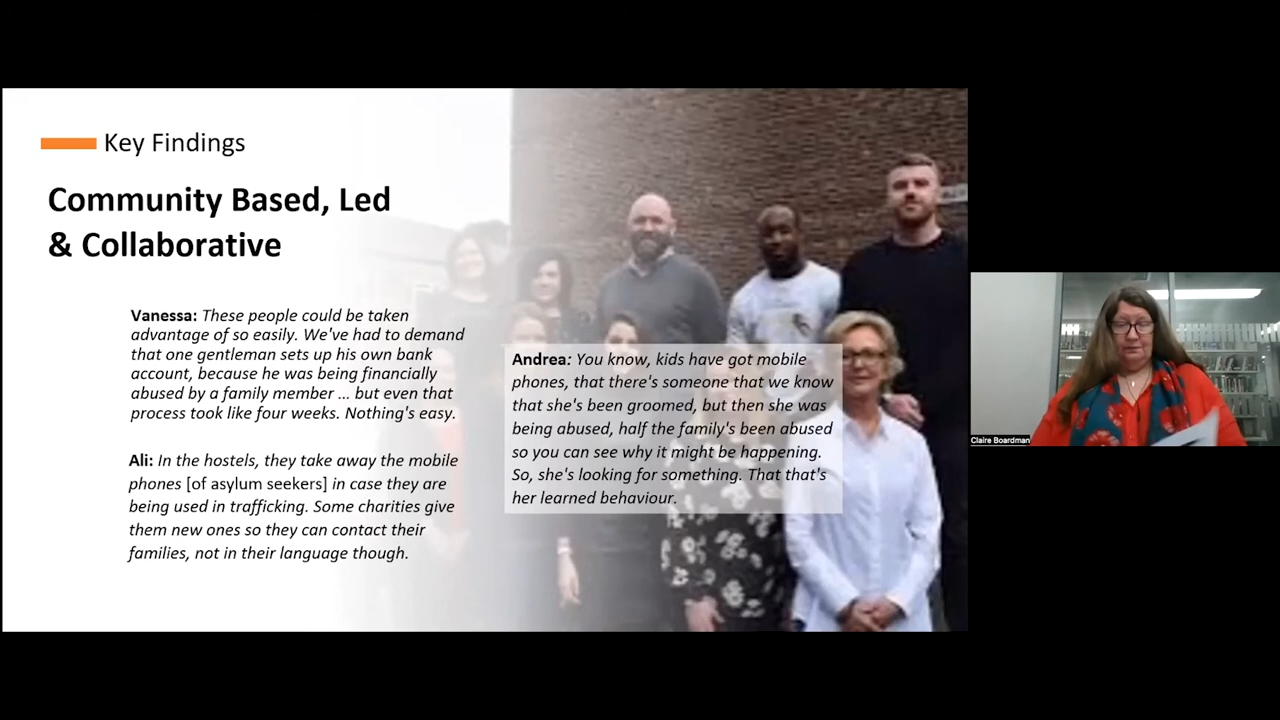 Key Findings
Community Based, Led
& Collaborative
Vanessa: These people could be taken
advantage of so easily. We've had to demand
that one gentleman sets up his own bank
account, because he was being financially
abused by a family member ... but even that
process took like four weeks. Nothing's easy.
Ali: In the hostels, they take away the mobile
phones [of asylum seekers] in case they are
being used in trafficking. Some charities give
them new ones so they can contact their
families, not in their language though.
Andrea: You know, kids have got mobile
phones, that there's someone that we know
that she's been groomed, but then she was
being abused, half the family's been abused
so you can see why it might be happening.
So, she's looking for something. That that's
her learned behaviour.
Claire Boardman